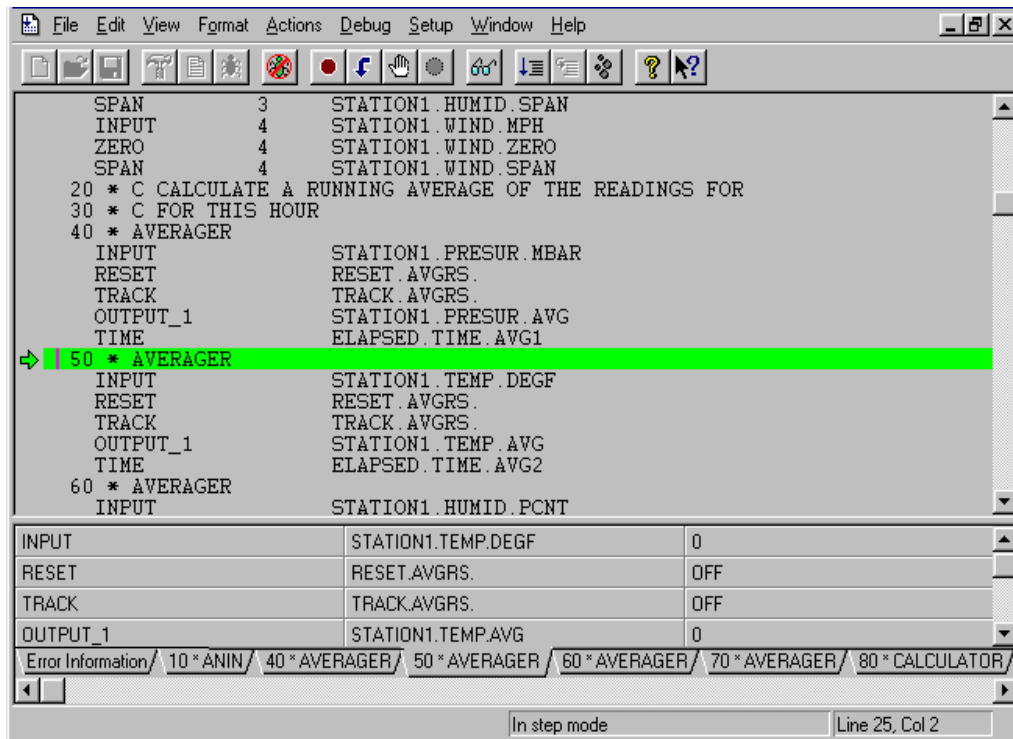 File Edit View Format Actions Debug Setup Window Help
SPAN 3 STATION1.HUMID.SPAN
INPUT 4 STATION1.WIND.MPH
ZERO 4 STATION1.WIND.ZERO
SPAN 4 STATION1.WIND.SPAN
20 * C CALCULATE A RUNNING AVERAGE OF THE READINGS FOR
30 * C FOR THIS HOUR
40 * AVERAGER
INPUT STATION1.PRESUR.MBAR
RESET RESET.AVGRS.
TRACK TRACK.AVGRS.
OUTPUT_1 STATION1.PRESUR.AVG
TIME ELAPSED.TIME.AVG1
50 * AVERAGER
INPUT STATION1.TEMP.DEGF
RESET RESET.AVGRS.
TRACK TRACK.AVGRS.
OUTPUT_1 STATION1.TEMP.AVG
TIME ELAPSED.TIME.AVG2
60 * AVERAGER
INPUT STATION1.HUMID.PCNT
INPUT STATION1.TEMP.DEGF 0
RESET RESET.AVGRS. OFF
TRACK TRACK.AVGRS. OFF
OUTPUT_1 STATION1.TEMP.AVG 0
Error Information 10 * ANIN 40 * AVERAGER 50 * AVERAGER 60 * AVERAGER 70 * AVERAGER 80 * CALCULATOR
In step mode Line 25, Col 2